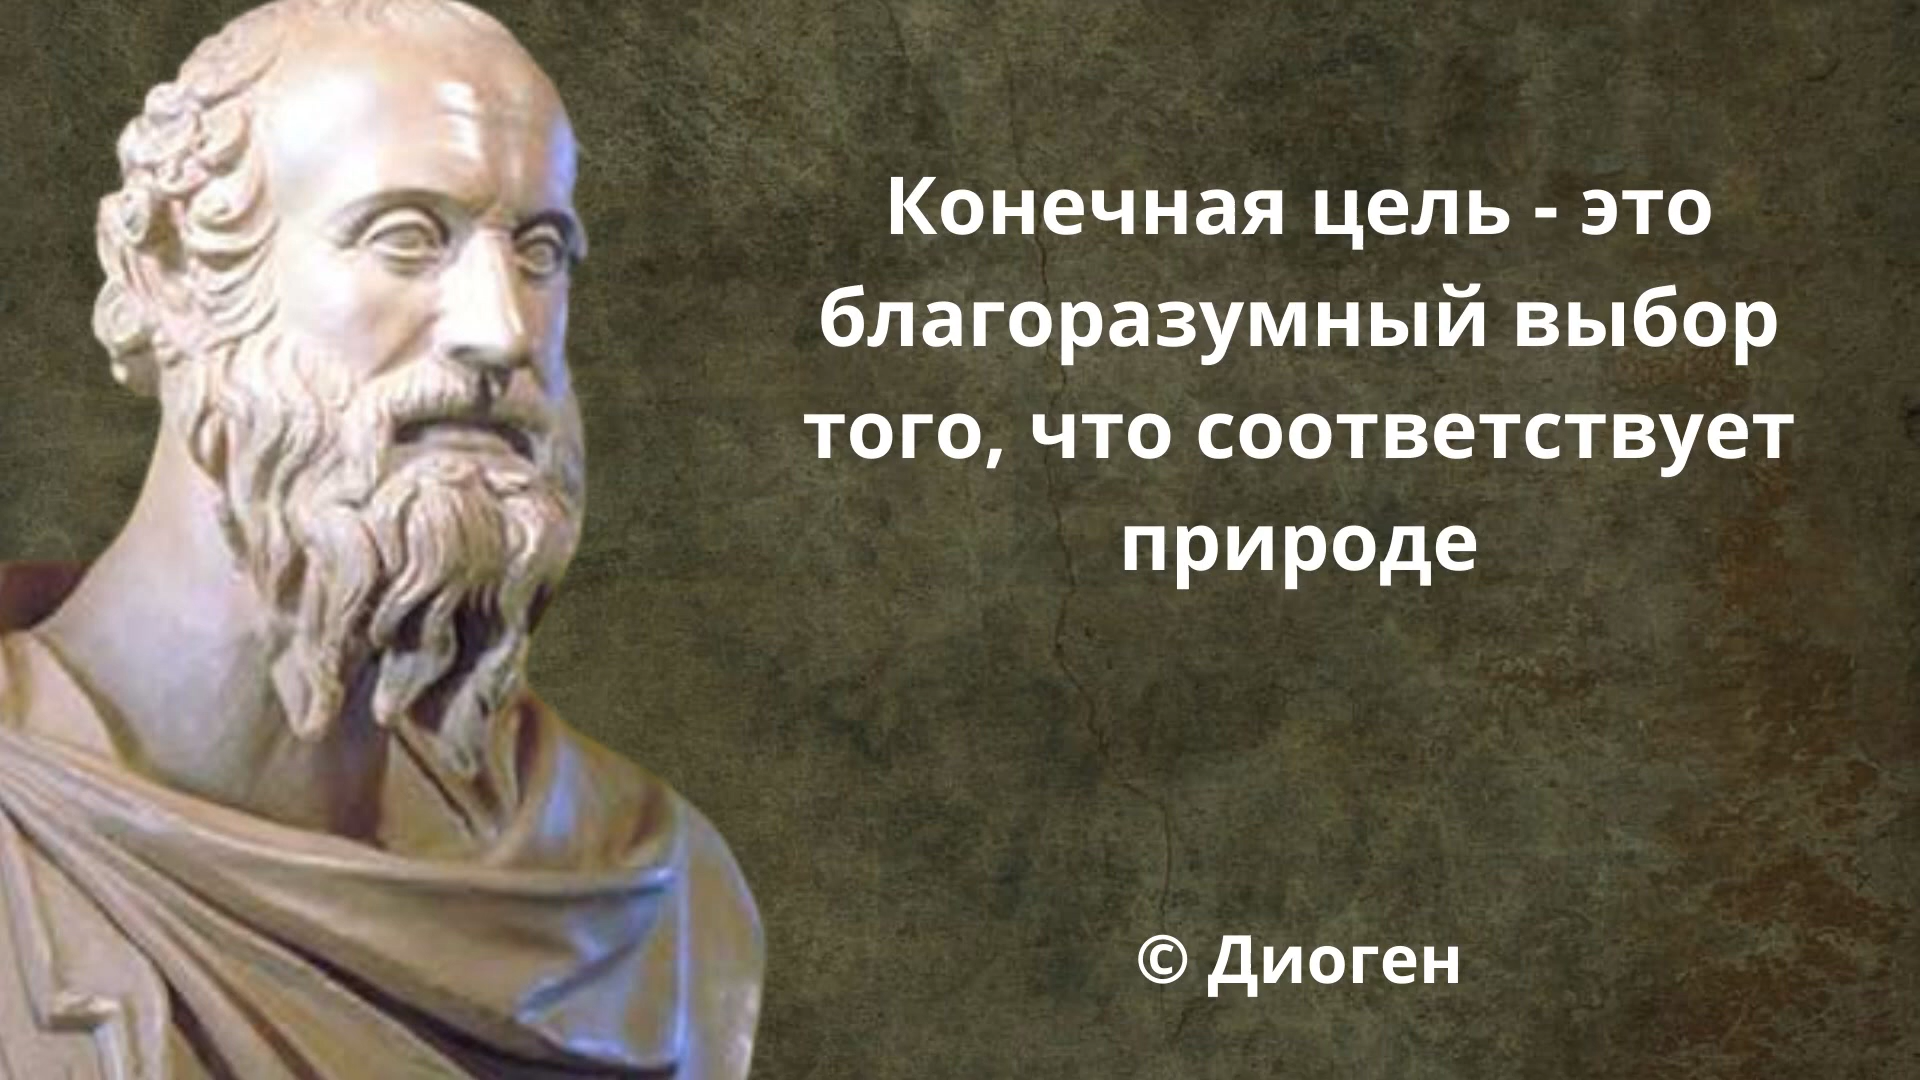 Конечная цель - это
благоразумный выбор
того, что соответствует
природе
© Диоген